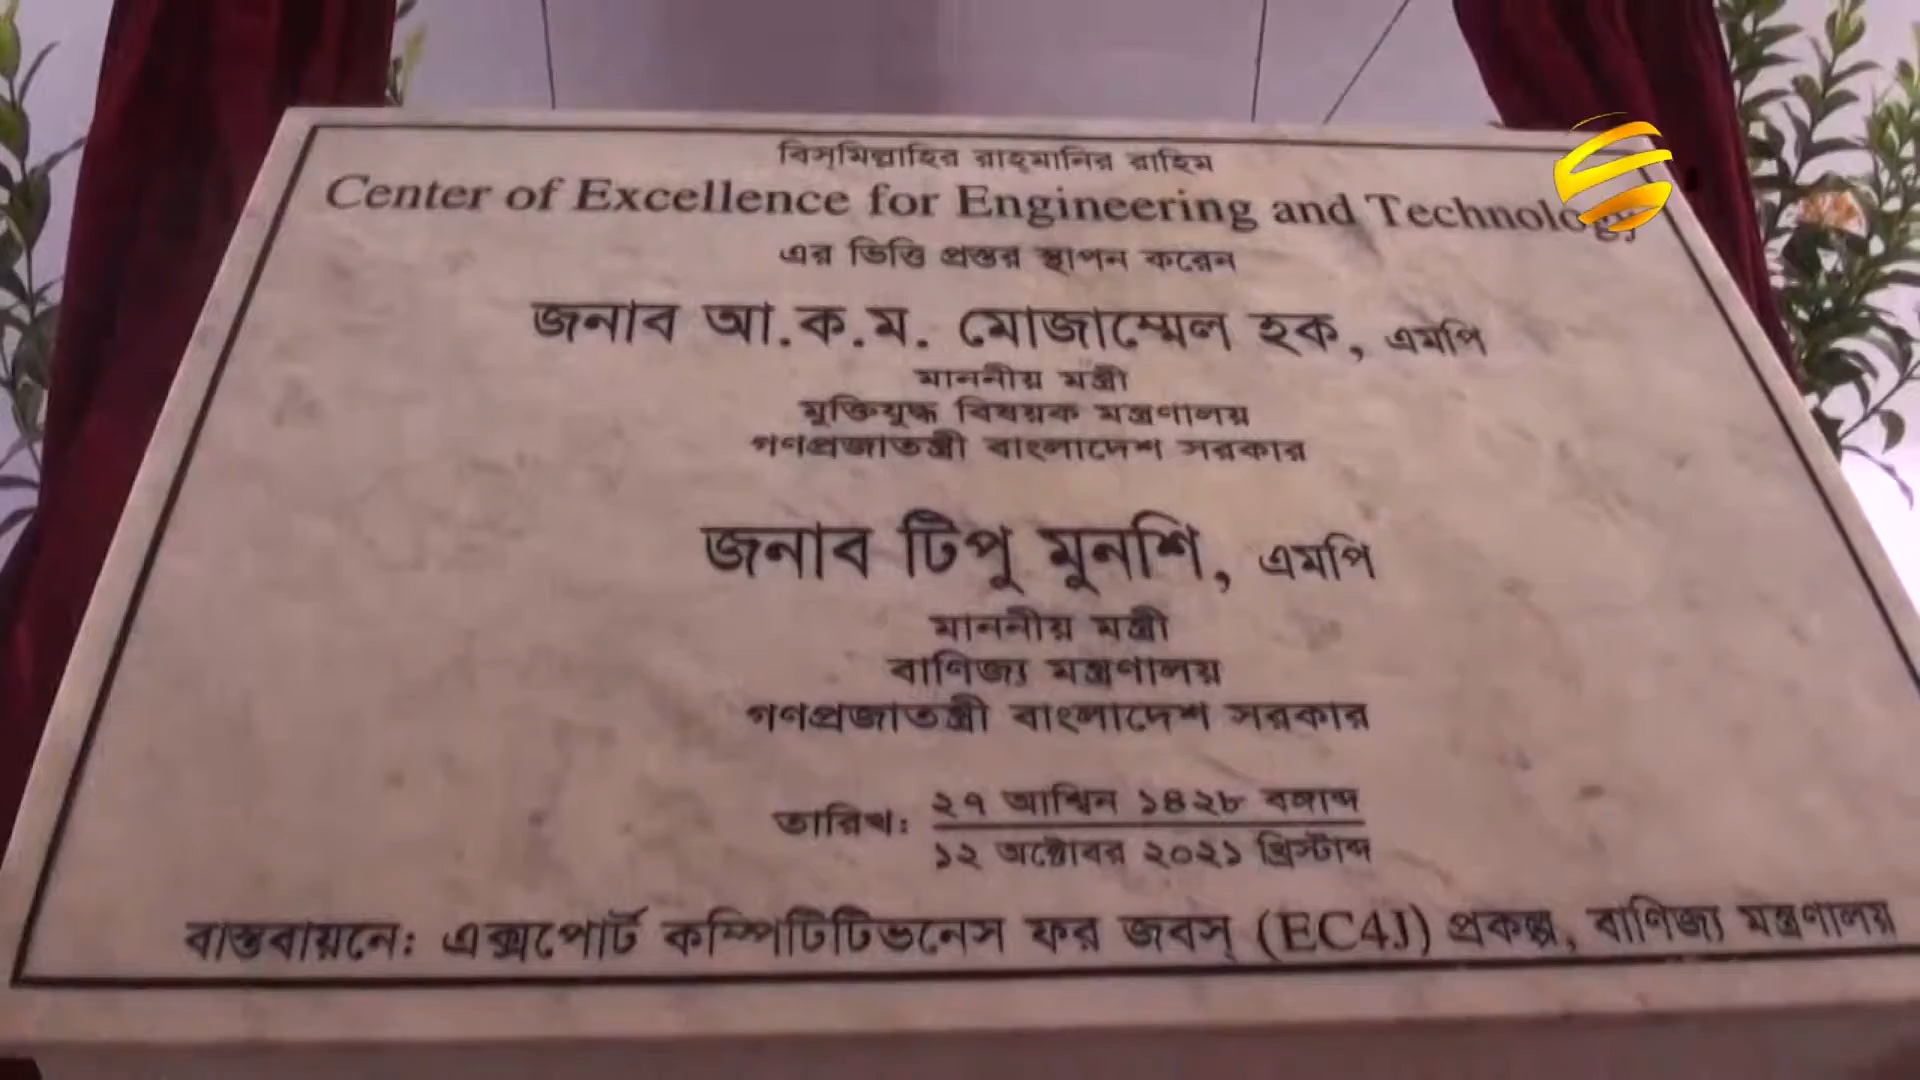 বিস্‌মিল্লাহির রাহ্‌মানির রাহিম
Center of Excellence for Engineering and Technology
এর ভিত্তি প্রস্তর স্থাপন করেন
জনাব আ.ক.ম. মোজাম্মেল হক, এমপি
মাননীয় মন্ত্রী
মুক্তিযুদ্ধ বিষয়ক মন্ত্রণালয়
গণপ্রজাতন্ত্রী বাংলাদেশ সরকার
জনাব টিপু মুনশি, এমপি
মাননীয় মন্ত্রী
বাণিজ্য মন্ত্রণালয়
গণপ্রজাতন্ত্রী বাংলাদেশ সরকার
তারিখ: ২৭ আশ্বিন ১৪২৮ বঙ্গাব্দ
১২ অক্টোবর ২০২১ খ্রিস্টাব্দ
বাস্তবায়নে: এক্সপোর্ট কম্পিটিটিভনেস ফর জবস্ (EC4J) প্রকল্প, বাণিজ্য মন্ত্রণালয়